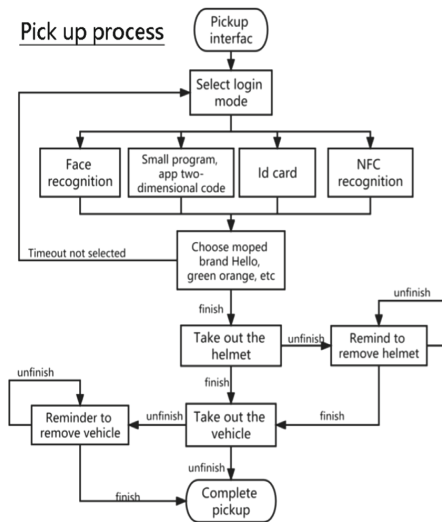 Pick up process
Pickup
interfac
Select login
mode
Face
recognition
Small program,
app two-
dimensional code
Id card
NFC
recognition
Timeout not selected
Choose moped
brand Hello,
green orange, etc
finish
unfinish
Take out the
helmet
unfinish
Remind to
remove helmet
finish
finish
unfinish
Reminder to
remove vehicle
unfinish
Take out the
vehicle
unfinish
finish
Complete
pickup